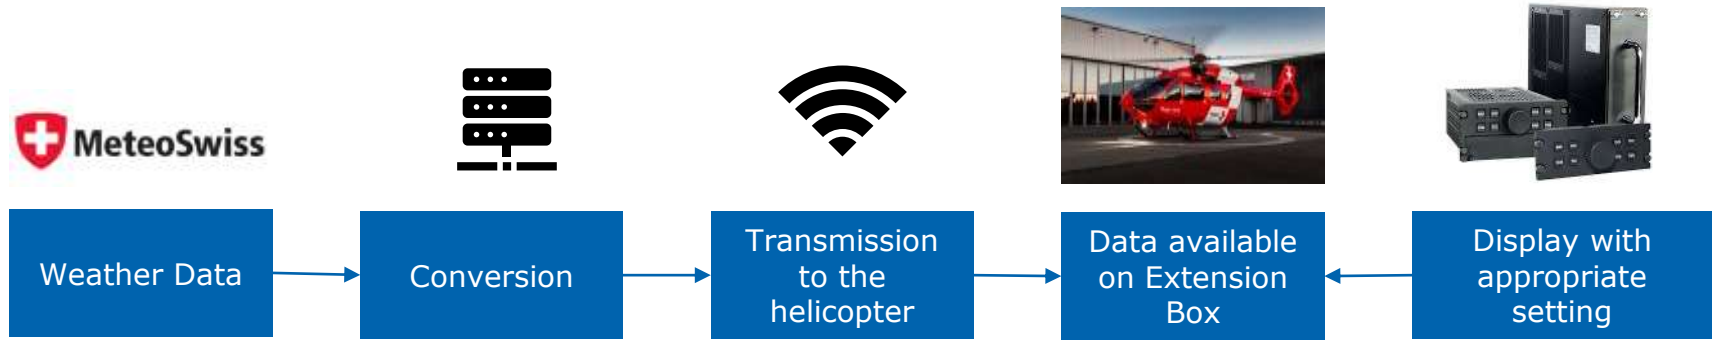 MeteoSwiss
Weather Data
Conversion
Transmission
to the
helicopter
Data available
on Extension
Box
Display with
appropriate
setting